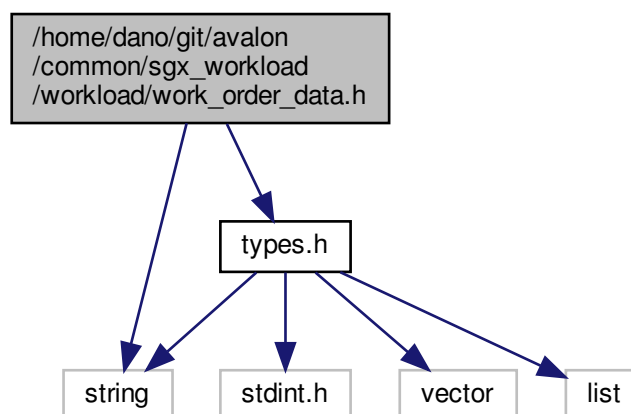 /home/dano/git/avalon
/common/sgx_workload
/workload/work_order_data.h
types.h
string
stdint.h
vector
list